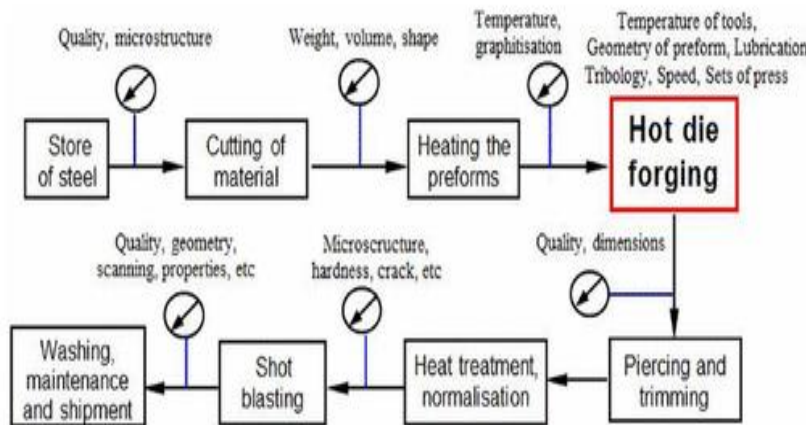 Quality, microstructure
Weight, volume, shape
Temperature,
graphitisation
Temperature of tools,
Geometry of preform, Lubrication
Tribology, Speed, Sets of press
Store
of steel
Cutting of
material
Heating the
preforms
Hot die
forging
Quality, geometry,
scanning, properties, etc
Microscructure,
hardness, crack, etc
Quality, dimensions
Washing,
maintenance
and shipment
Shot
blasting
Heat treatment,
normalisation
Piercing and
trimming